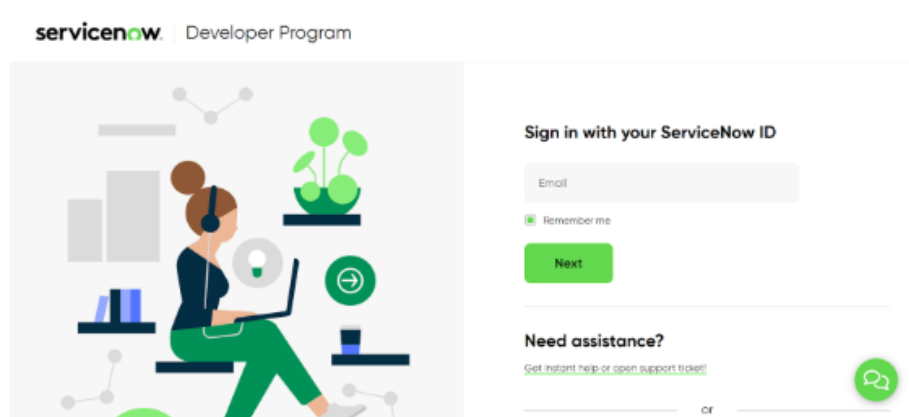 servicenow. Developer Program
Sign in with your ServiceNow ID
Email
Remember me
Next
Need assistance?
Get instant help or open support ticket!
or